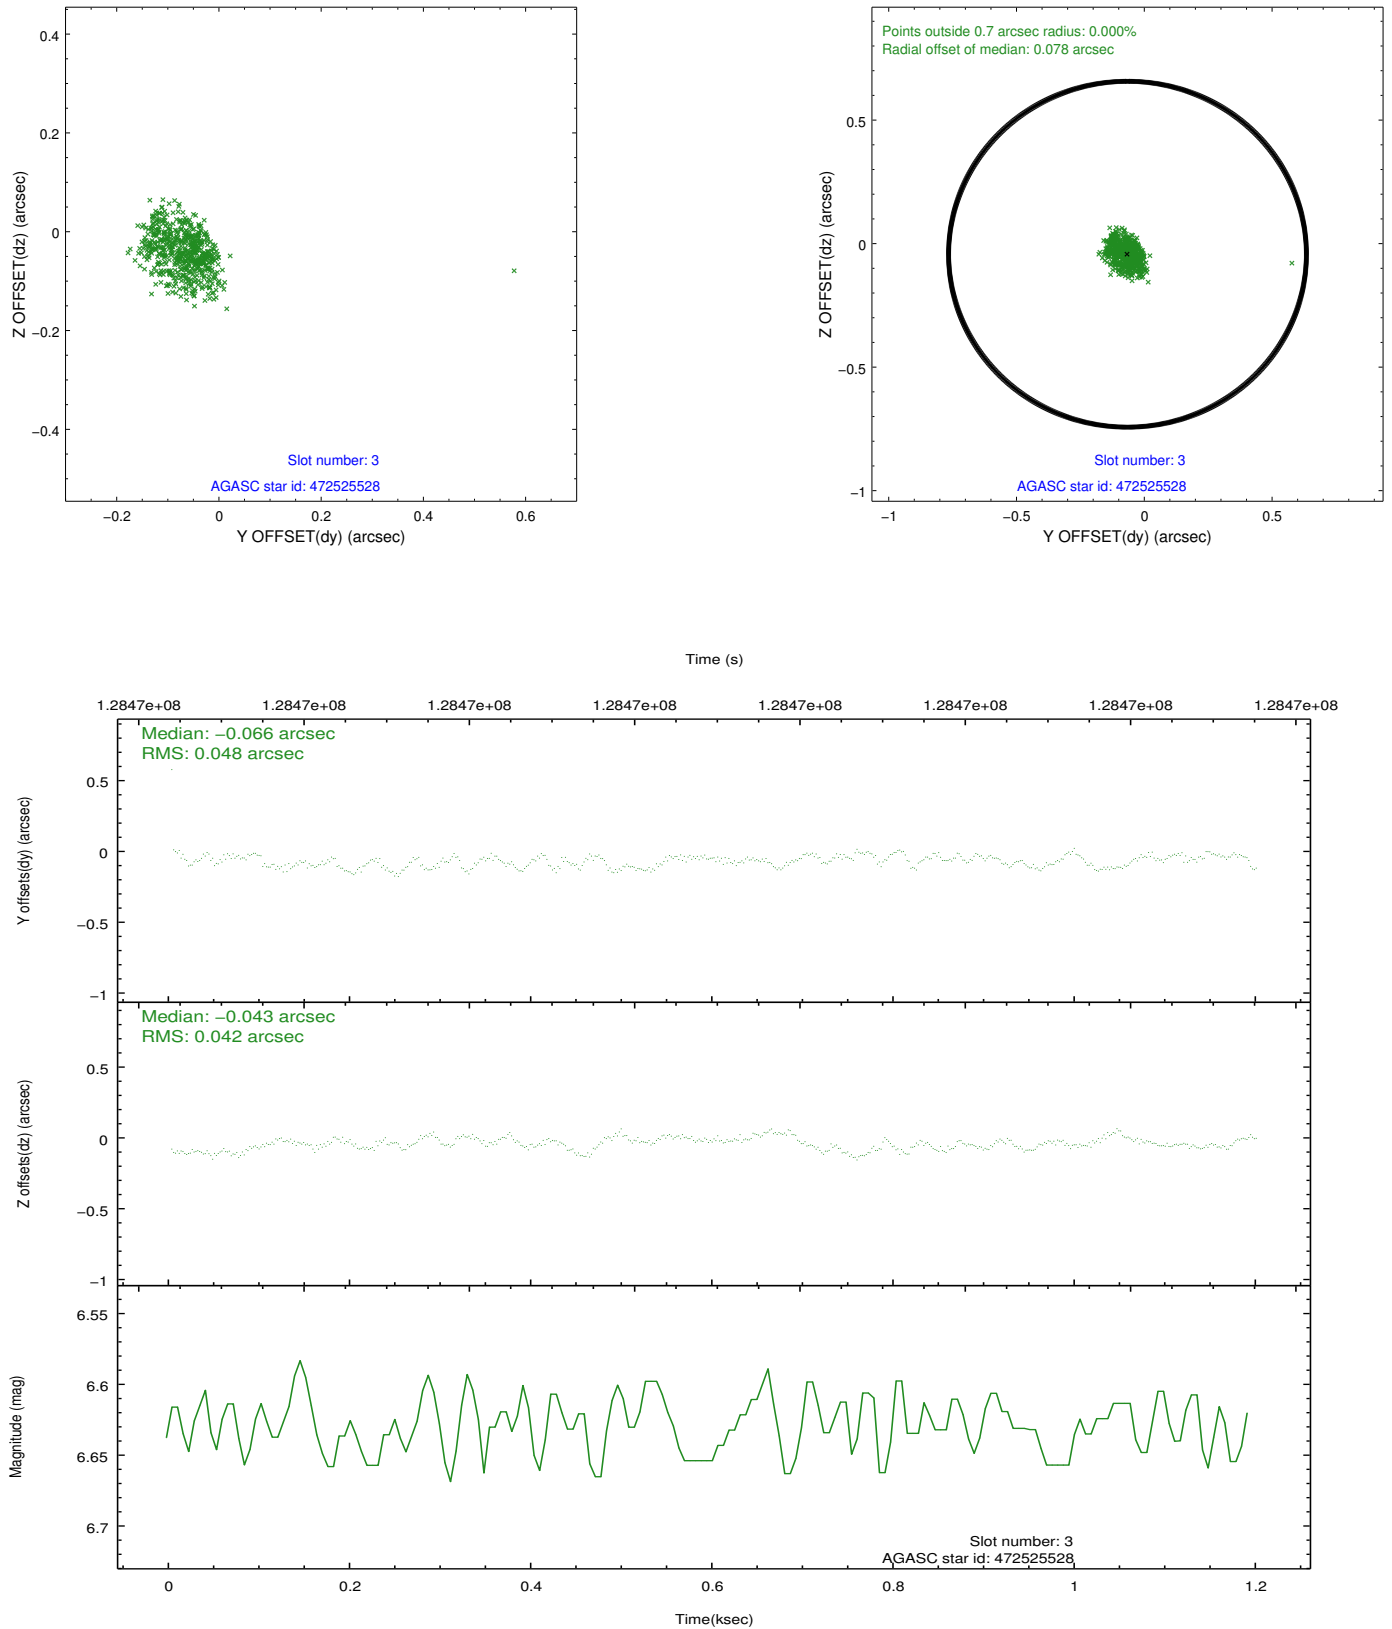 0.4
0.2
0
−0.2
−0.4
Z OFFSET(dz) (arcsec)
Slot number: 3
AGASC star id: 472525528
−0.2 0 0.2 0.4 0.6
Y OFFSET(dy) (arcsec)
Points outside 0.7 arcsec radius: 0.000%
Radial offset of median: 0.078 arcsec
0.5
0
−0.5
−1
Z OFFSET(dz) (arcsec)
Slot number: 3
AGASC star id: 472525528
−1 −0.5 0 0.5
Y OFFSET(dy) (arcsec)
Time (s)
1.2847e+08 1.2847e+08 1.2847e+08 1.2847e+08 1.2847e+08 1.2847e+08 1.2847e+08 1.2847e+08
Median: −0.066 arcsec
RMS: 0.048 arcsec
0.5
0
−0.5
−1
Y offsets(dy) (arcsec)
Median: −0.043 arcsec
RMS: 0.042 arcsec
0.5
0
−0.5
−1
Z offsets(dz) (arcsec)
6.55
6.6
6.65
6.7
Magnitude (mag)
Slot number: 3
AGASC star id: 472525528
0 0.2 0.4 0.6 0.8 1 1.2
Time(ksec)